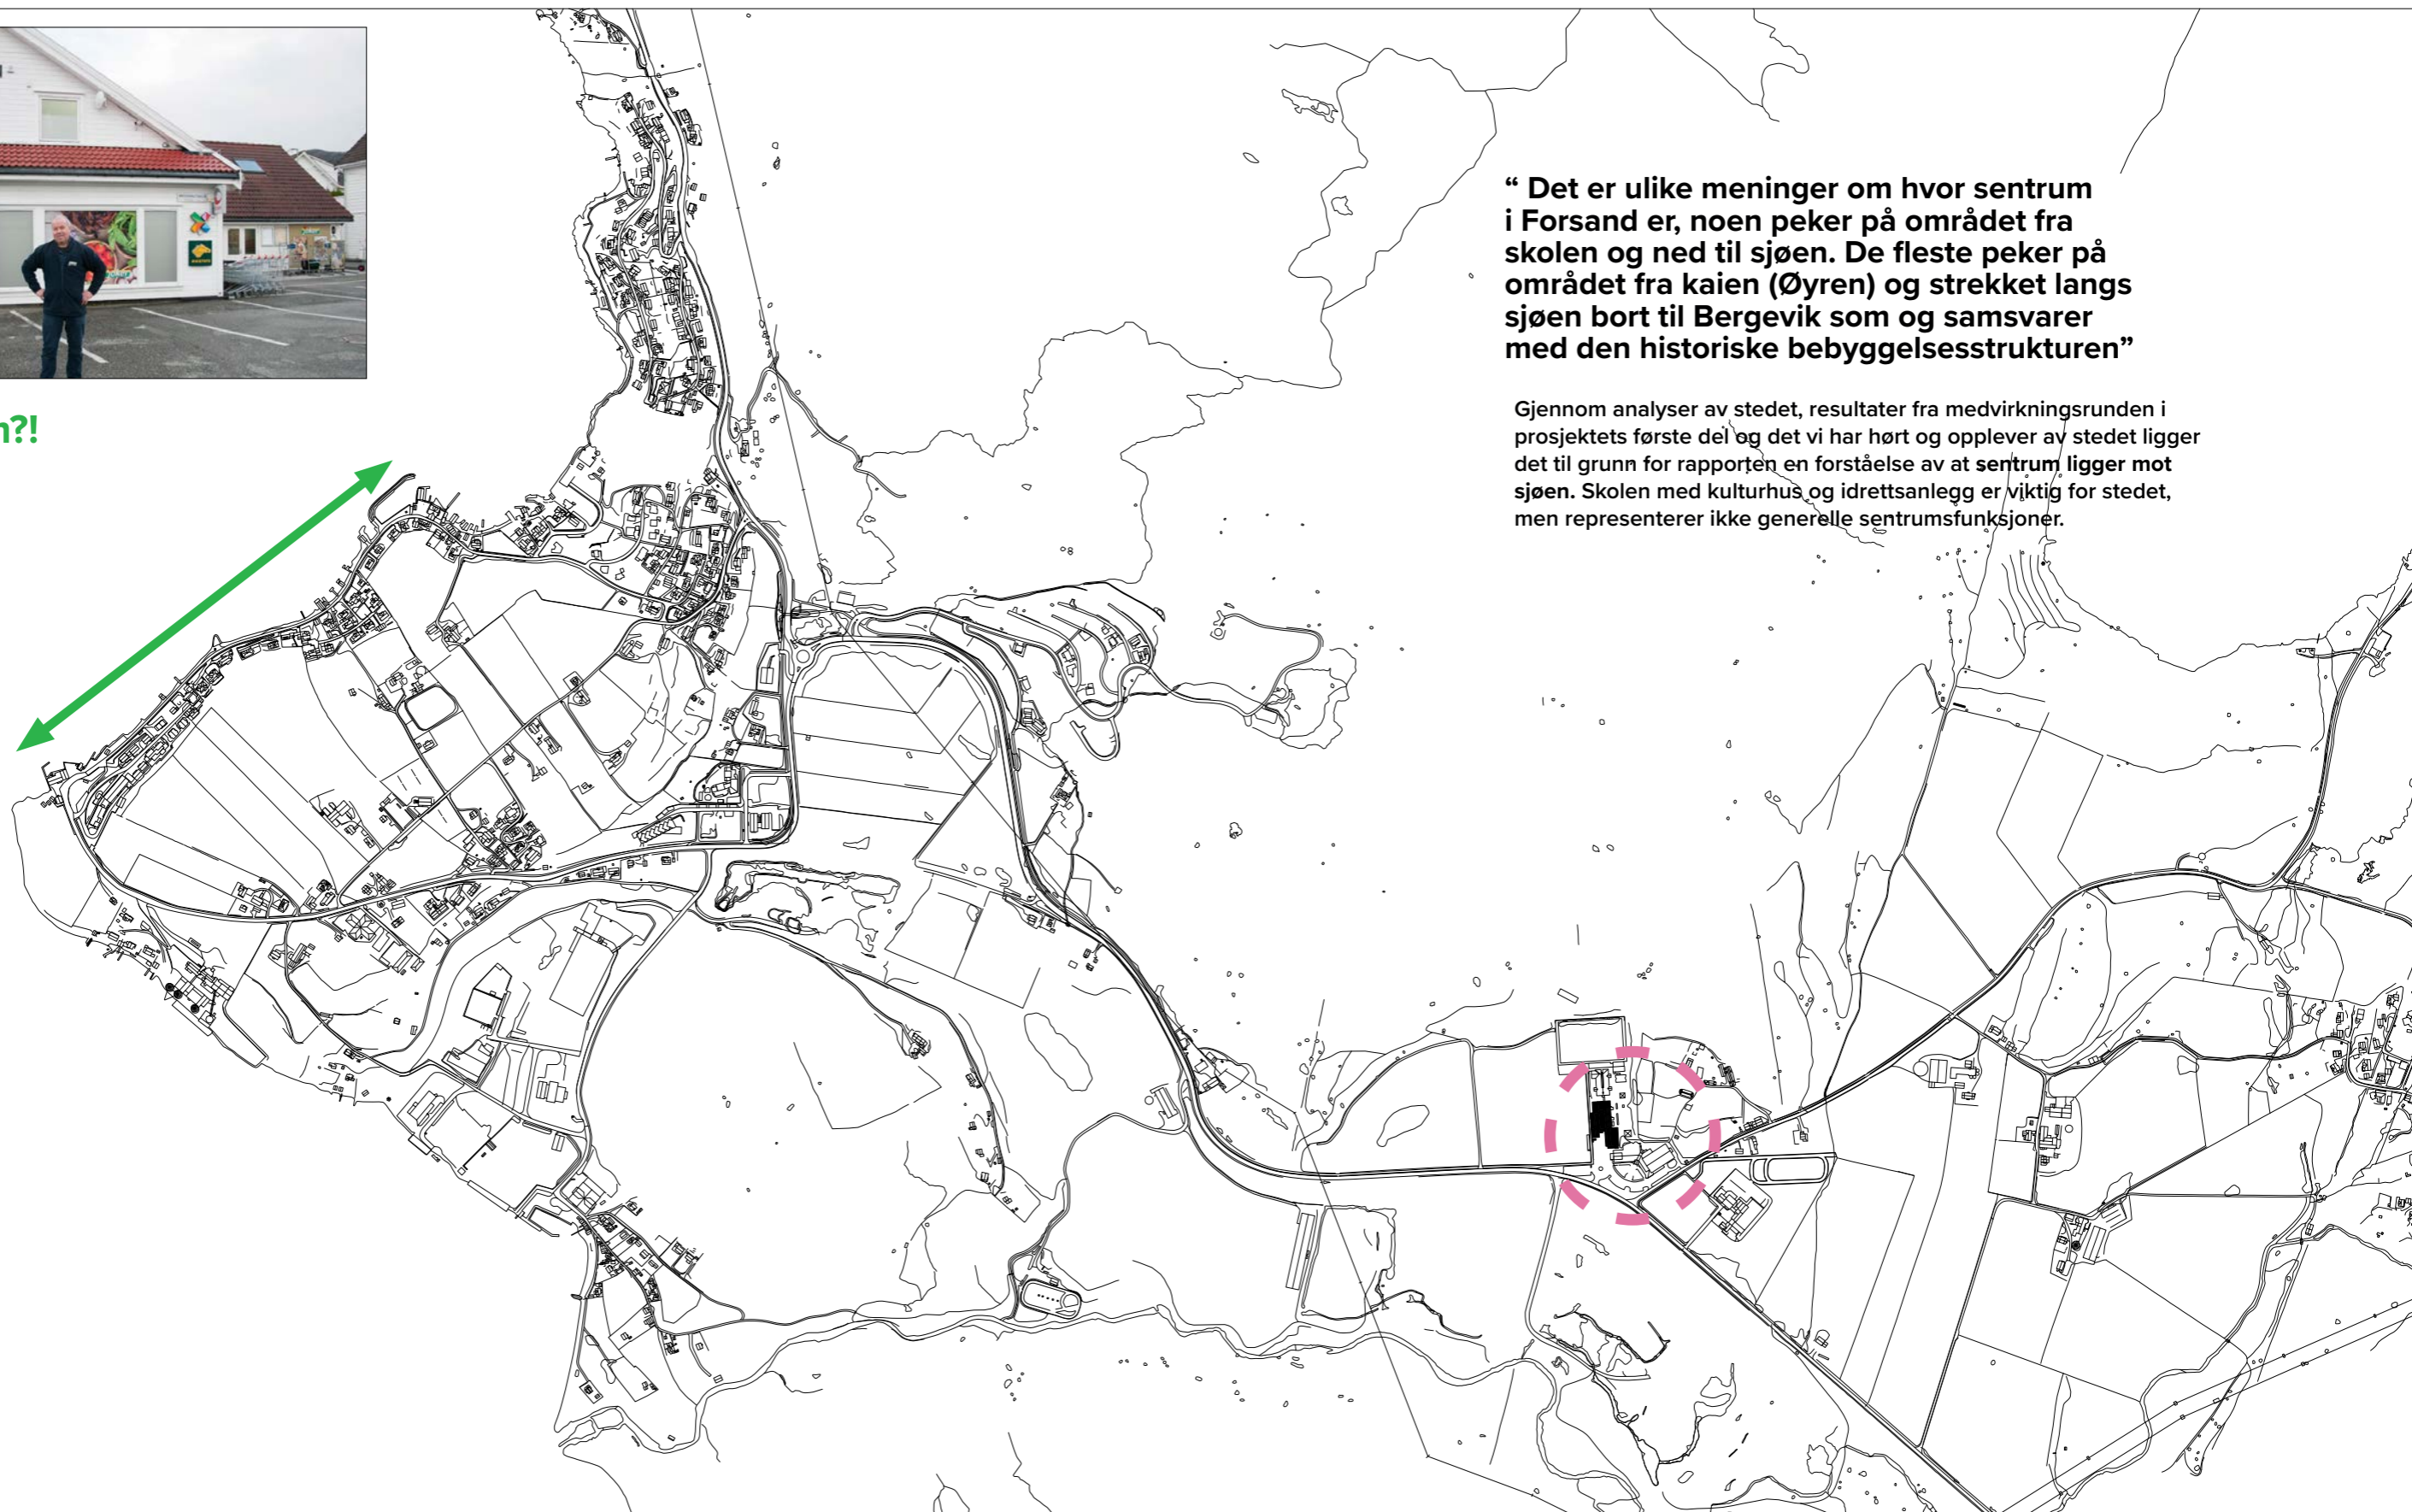 “ Det er ulike meninger om hvor sentrum
i Forsand er, noen peker på området fra
skolen og ned til sjøen. De fleste peker på
området fra kaien (Øyren) og strekket langs
sjøen bort til Bergevik som og samsvarer
med den historiske bebyggelsesstrukturen”
Gjennom analyser av stedet, resultater fra medvirkningsrunden i
prosjektets første del og det vi har hørt og opplever av stedet ligger
det til grunn for rapporten en forståelse av at sentrum ligger mot
sjøen. Skolen med kulturhus og idrettsanlegg er viktig for stedet,
men representerer ikke generelle sentrumsfunksjoner.